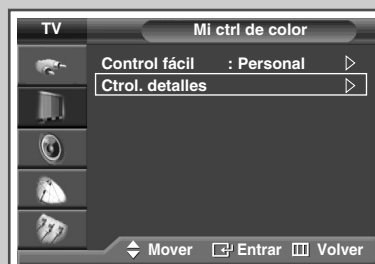 TV
Mi ctrl de color
Control fácil : Personal
Ctrol. detalles
Mover Entrar Volver